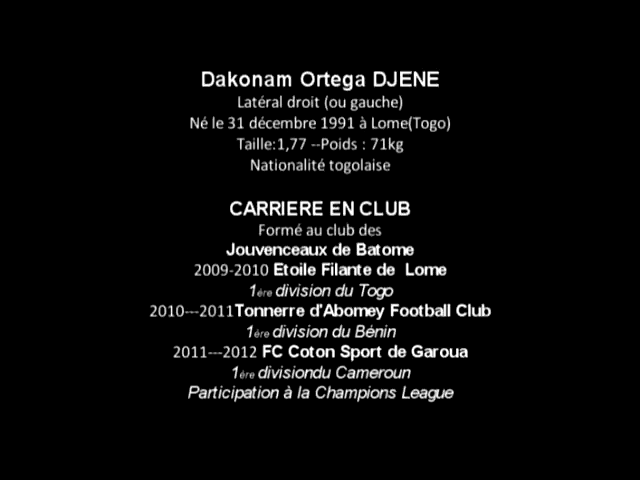 Dakonam Ortega DJENE
Latéral droit (ou gauche)
Né le 31 décembre 1991 à Lome(Togo)
Taille:1,77 --Poids : 71kg
Nationalité togolaise
CARRIERE EN CLUB
Formé au club des
Jouvenceaux de Batome
2009-2010 Etoile Filante de Lome
1ére division du Togo
2010---2011Tonnerre d'Abomey Football Club
1ére division du Bénin
2011---2012 FC Coton Sport de Garoua
1ére divisiondu Cameroun
Participation à la Champions League